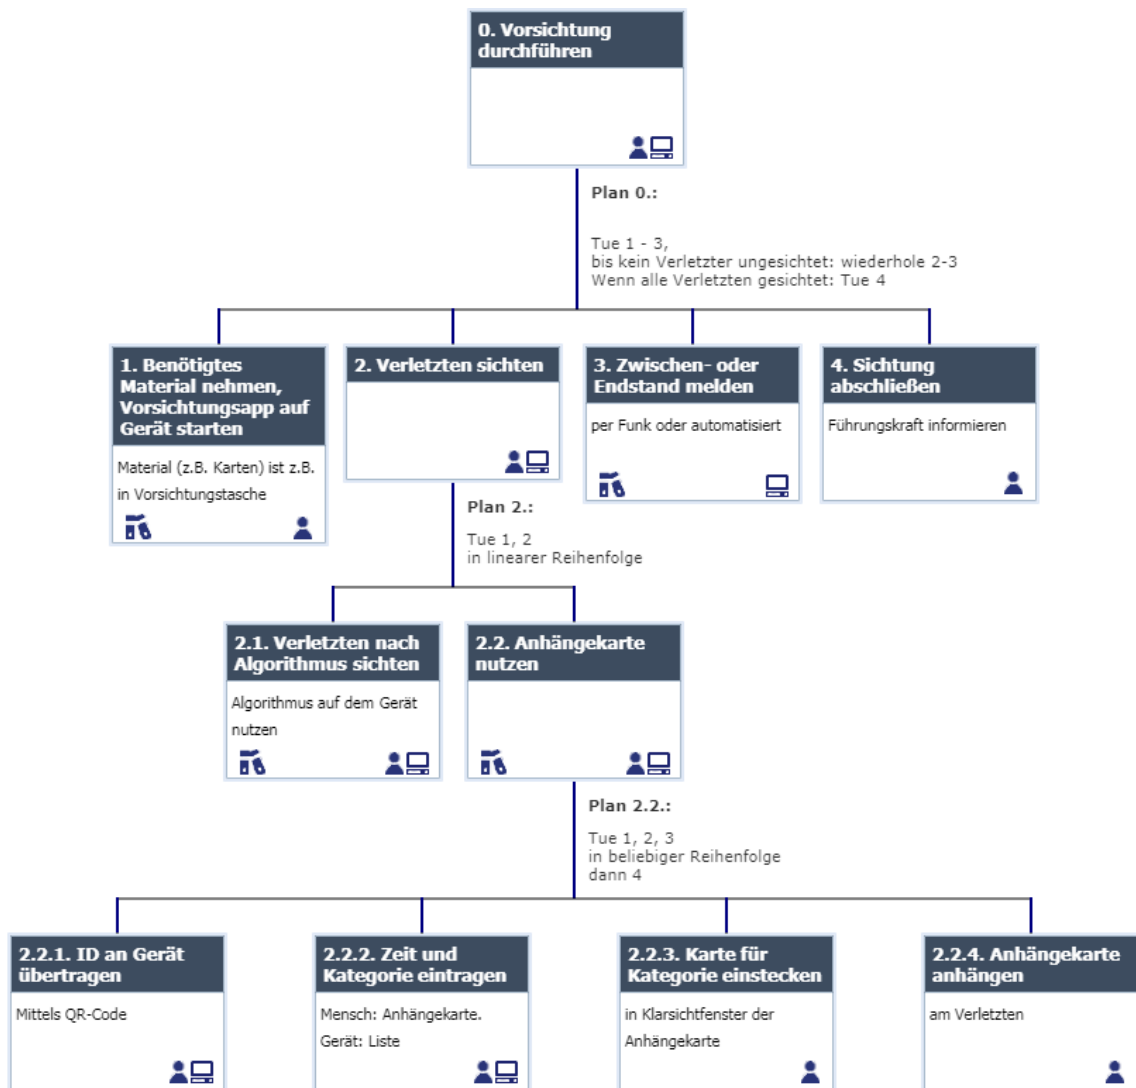 0. Vorsichtung
durchführen
Plan 0.:
Tue 1 - 3,
bis kein Verletzter ungesichtet: wiederhole 2-3
Wenn alle Verletzten gesichtet: Tue 4
1. Benötigtes
Material nehmen,
Vorsichtungsapp auf
Gerät starten
Material (z.B. Karten) ist z.B.
in Vorsichtungstasche
2. Verletzten sichten
3. Zwischen- oder
Endstand melden
per Funk oder automatisiert
4. Sichtung
abschließen
Führungskraft informieren
Plan 2.:
Tue 1, 2
in linearer Reihenfolge
2.1. Verletzten nach
Algorithmus sichten
Algorithmus auf dem Gerät
nutzen
2.2. Anhängekarte
nutzen
Plan 2.2.:
Tue 1, 2, 3
in beliebiger Reihenfolge
dann 4
2.2.1. ID an Gerät
übertragen
Mittels QR-Code
2.2.2. Zeit und
Kategorie eintragen
Mensch: Anhängekarte.
Gerät: Liste
2.2.3. Karte für
Kategorie einstecken
in Klarsichtfenster der
Anhängekarte
2.2.4. Anhängekarte
anhängen
am Verletzten